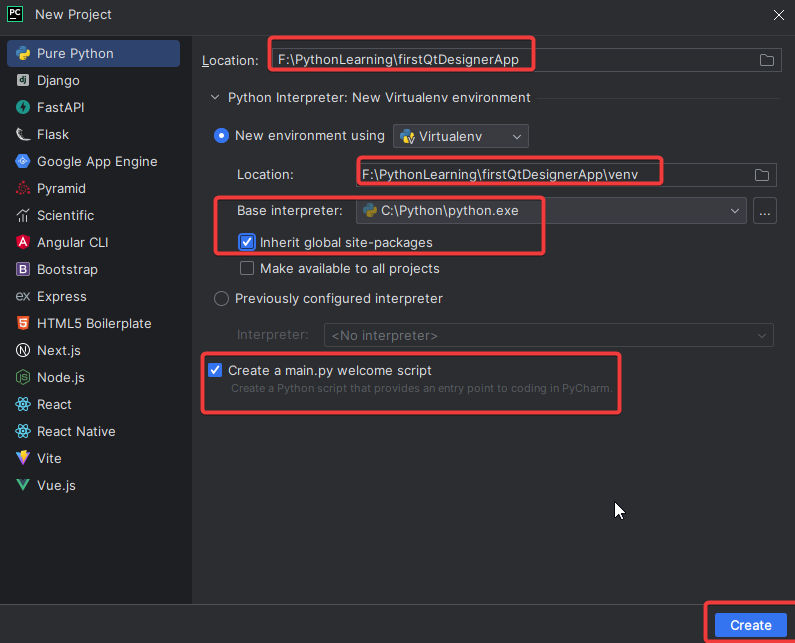 PC New Project
Pure Python
dj Django
FastAPI
Flask
Google App Engine
Pyramid
Scientific
Angular CLI
B Bootstrap
ex Express
HTML5 Boilerplate
Next.js
Node.js
React
React Native
Vite
Vue.js
Location: F:\PythonLearning\firstQtDesignerApp
Python Interpreter: New Virtualenv environment
New environment using Virtualenv
Location: F:\PythonLearning\firstQtDesignerApp\venv
Base interpreter: C:\Python\python.exe ...
Inherit global site-packages
Make available to all projects
Previously configured interpreter
Interpreter: <No interpreter>
Create a main.py welcome script
Create a Python script that provides an entry point to coding in PyCharm.
Create